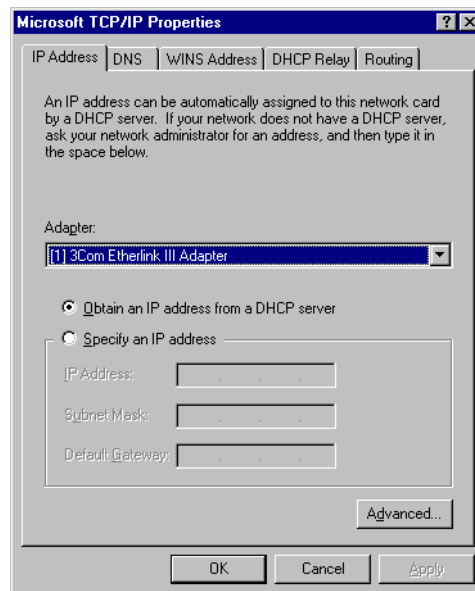 Microsoft TCP/IP Properties
IP Address DNS WINS Address DHCP Relay Routing
An IP address can be automatically assigned to this network card
by a DHCP server. If your network does not have a DHCP server,
ask your network administrator for an address, and then type it in
the space below.
Adapter:
[1] 3Com Etherlink III Adapter
Obtain an IP address from a DHCP server
Specify an IP address
IP Address:
Subnet Mask:
Default Gateway:
Advanced...
OK Cancel Apply